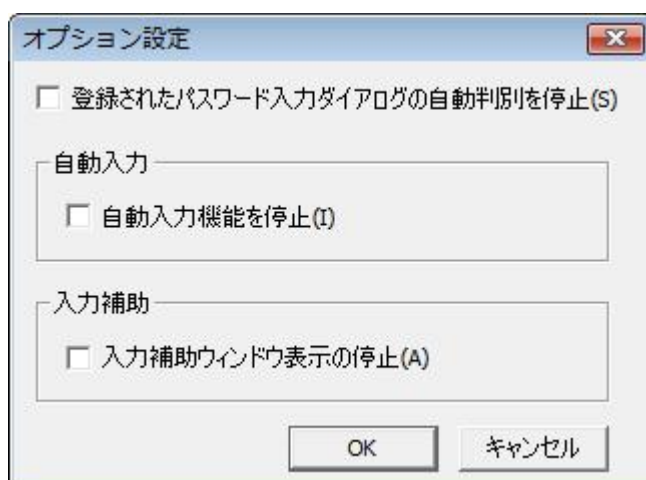 オプション設定
登録されたパスワード入力ダイアログの自動判別を停止(S)
自動入力
自動入力機能を停止(I)
入力補助
入力補助ウィンドウ表示の停止(A)
OK キャンセル